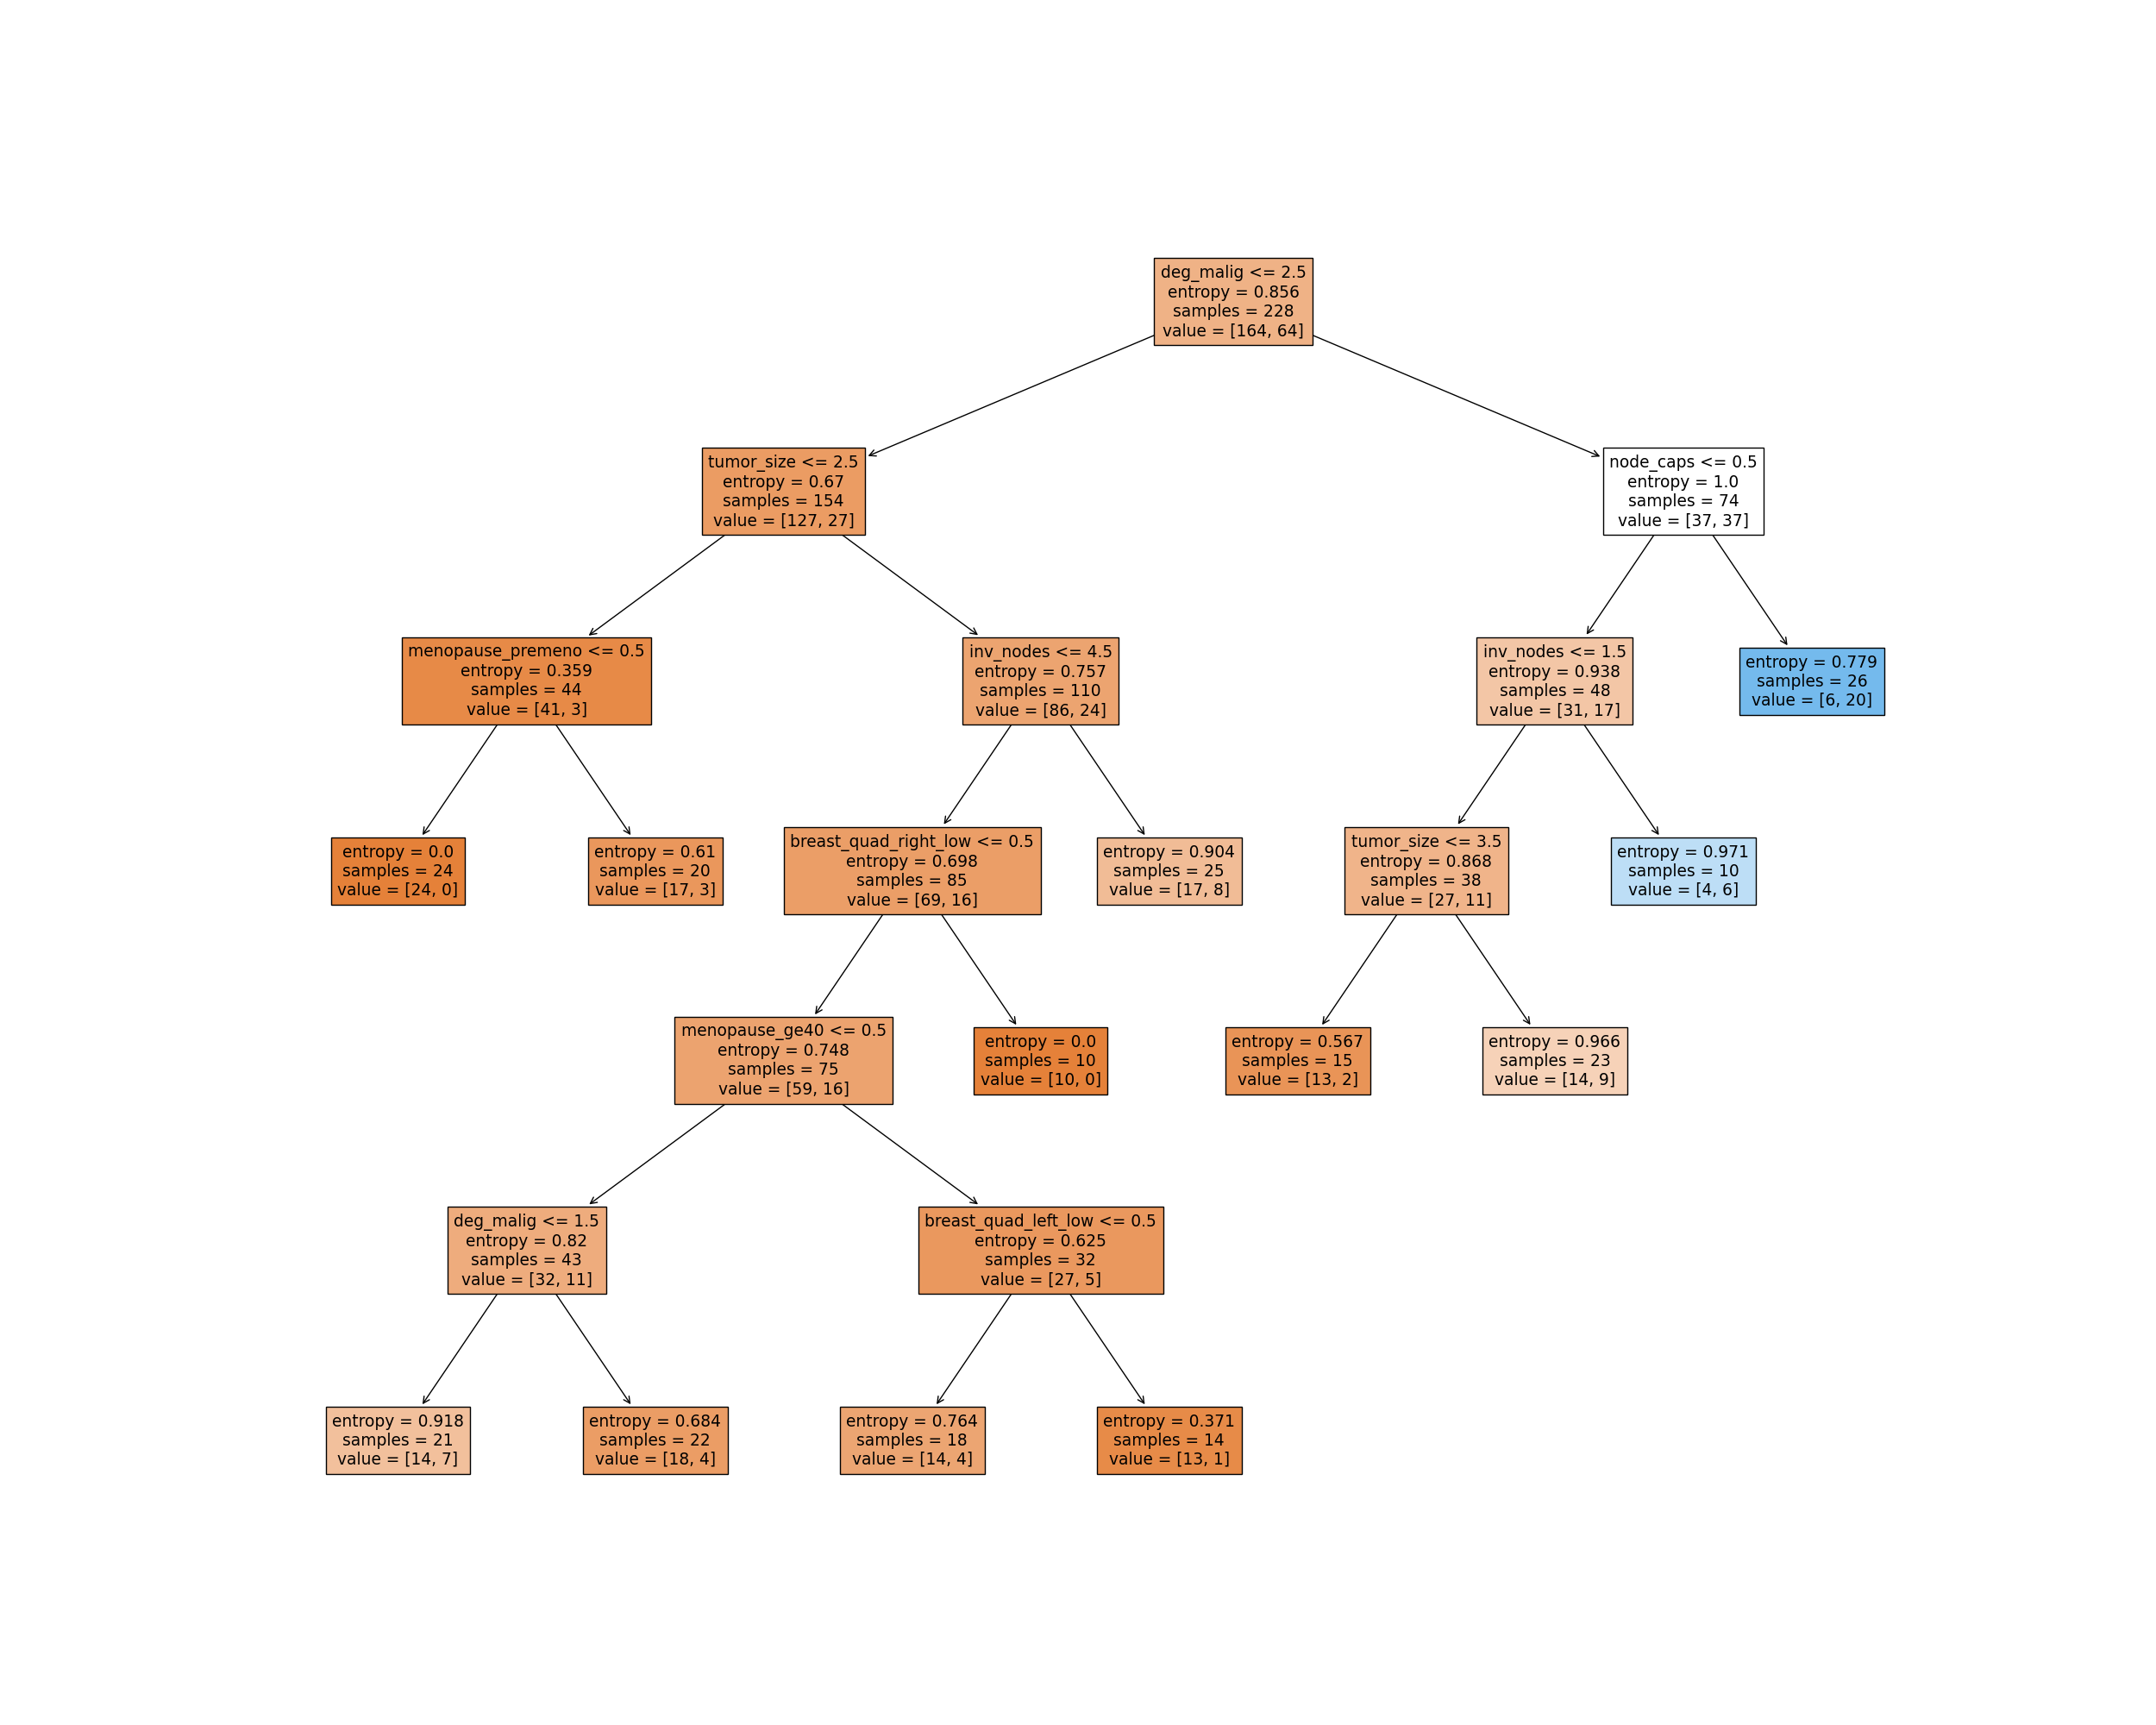 deg_malig <= 2.5
entropy = 0.856
samples = 228
value = [164, 64]
tumor_size <= 2.5
entropy = 0.67
samples = 154
value = [127, 27]
node_caps <= 0.5
entropy = 1.0
samples = 74
value = [37, 37]
menopause_premeno <= 0.5
entropy = 0.359
samples = 44
value = [41, 3]
inv_nodes <= 4.5
entropy = 0.757
samples = 110
value = [86, 24]
inv_nodes <= 1.5
entropy = 0.938
samples = 48
value = [31, 17]
entropy = 0.779
samples = 26
value = [6, 20]
entropy = 0.0
samples = 24
value = [24, 0]
entropy = 0.61
samples = 20
value = [17, 3]
breast_quad_right_low <= 0.5
entropy = 0.698
samples = 85
value = [69, 16]
entropy = 0.904
samples = 25
value = [17, 8]
tumor_size <= 3.5
entropy = 0.868
samples = 38
value = [27, 11]
entropy = 0.971
samples = 10
value = [4, 6]
menopause_ge40 <= 0.5
entropy = 0.748
samples = 75
value = [59, 16]
entropy = 0.0
samples = 10
value = [10, 0]
entropy = 0.567
samples = 15
value = [13, 2]
entropy = 0.966
samples = 23
value = [14, 9]
deg_malig <= 1.5
entropy = 0.82
samples = 43
value = [32, 11]
breast_quad_left_low <= 0.5
entropy = 0.625
samples = 32
value = [27, 5]
entropy = 0.918
samples = 21
value = [14, 7]
entropy = 0.684
samples = 22
value = [18, 4]
entropy = 0.764
samples = 18
value = [14, 4]
entropy = 0.371
samples = 14
value = [13, 1]